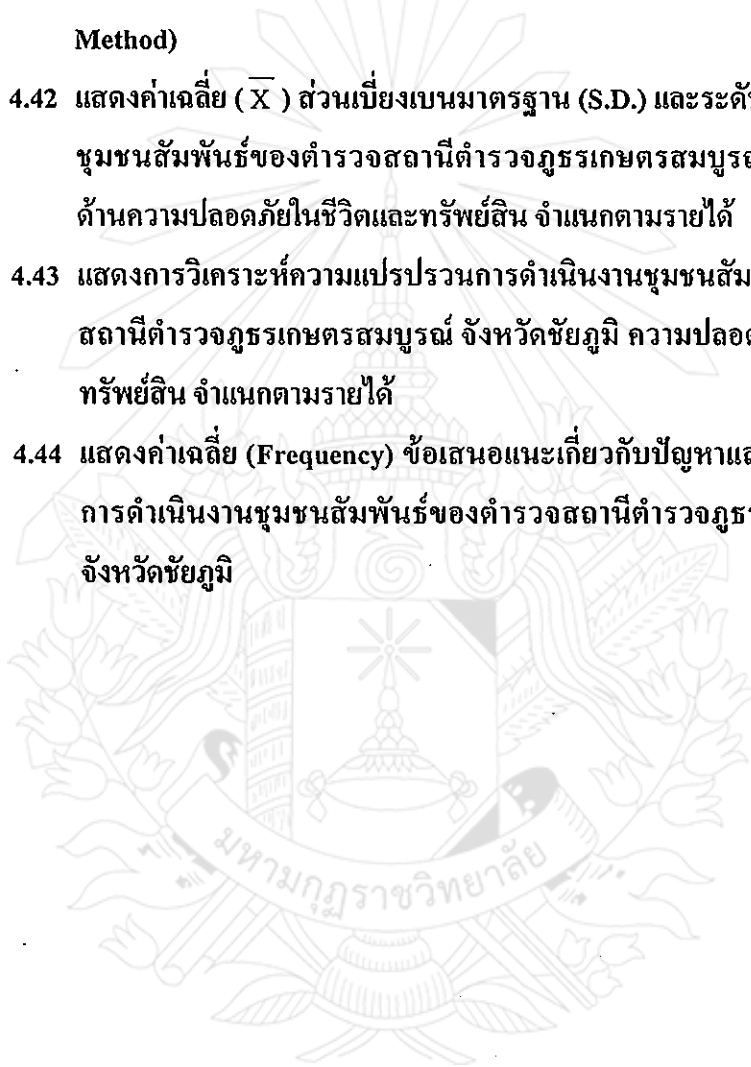 Method)
4.42 แสดงค่าเฉลี่ย ( X̄ ) ส่วนเบี่ยงเบนมาตรฐาน (S.D.) และระดับ
ชุมชนสัมพันธ์ของตำรวจสถานีตำรวจภูธรเกษตรสมบูรณ
ด้านความปลอดภัยในชีวิตและทรัพย์สิน จำแนกตามรายได้
4.43 แสดงการวิเคราะห์ความแปรปรวนการดำเนินงานชุมชนสัม
สถานีตำรวจภูธรเกษตรสมบูรณ์ จังหวัดชัยภูมิ ความปลอด
ทรัพย์สิน จำแนกตามรายได้
4.44 แสดงค่าเฉลี่ย (Frequency) ข้อเสนอแนะเกี่ยวกับปัญหาและ
การดำเนินงานชุมชนสัมพันธ์ของตำรวจสถานีตำรวจภูธร
จังหวัดชัยภูมิ
มหามกุฏราชวิทยาลัย